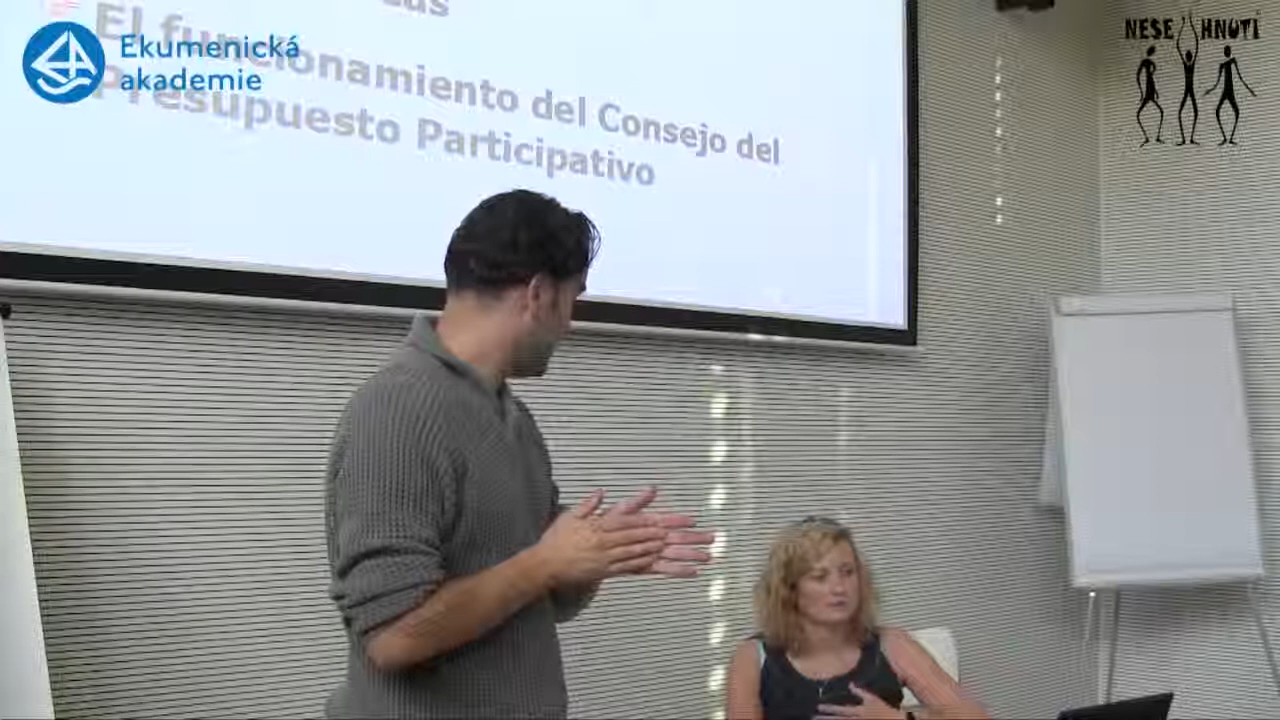 El funcionamiento del Consejo del
Presupuesto Participativo
Ekumenická
akademie
NESEHNUTÍ